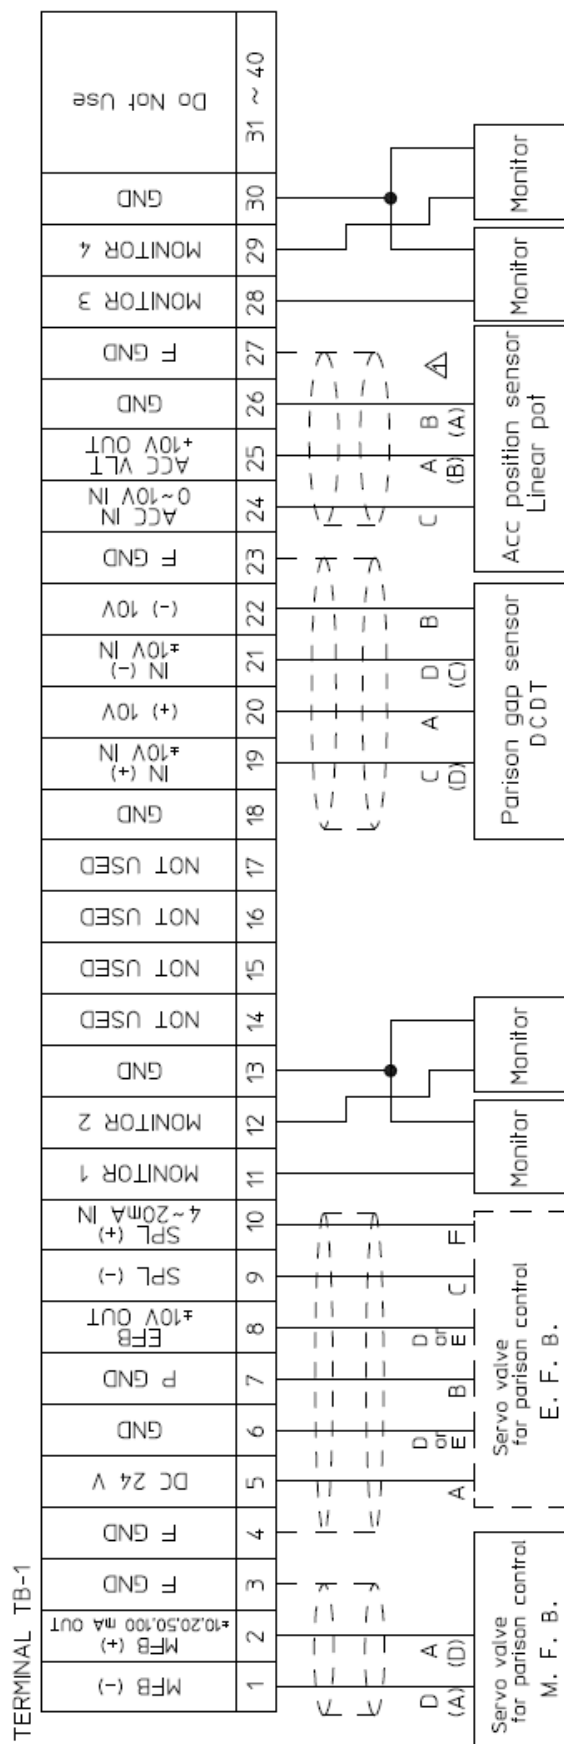 TERMINAL TB-1
1
MFB (-)
2
MFB (+)
±10,20,50,100 mA OUT
3
F GND
4
F GND
5
DC 24 V
6
GND
7
P GND
8
EFB
±10V OUT
9
SPL (-)
10
SPL (+)
4~20mA IN
11
MONITOR 1
12
MONITOR 2
13
GND
14
NOT USED
15
NOT USED
16
NOT USED
17
NOT USED
18
GND
19
IN (+)
±10V IN
20
(+) 10V
21
IN (-)
±10V IN
22
(-) 10V
23
F GND
24
ACC IN
0~10V IN
25
ACC VLT
+10V OUT
26
GND
27
F GND
28
MONITOR 3
29
MONITOR 4
30
GND
31 ~ 40
Do Not Use
D
(A)
A
(D)
Servo valve
for parison control
M. F. B.
A
D
or
E
B
D
or
E
C
F
Servo valve
for parison control
E. F. B.
Monitor
Monitor
C
(D)
A
D
(C)
B
Parison gap sensor
DCDT
C
A
(B)
B
(A)
1
Acc position sensor
Linear pot
Monitor
Monitor